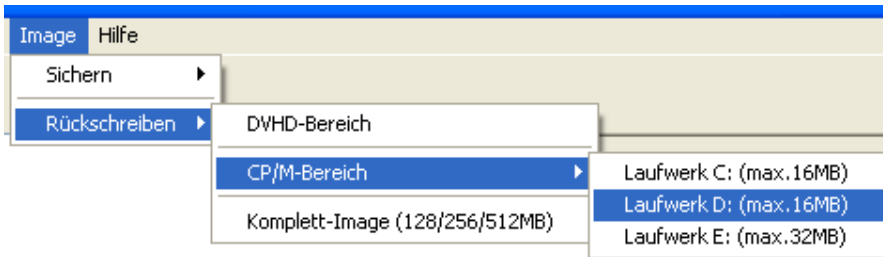 Image Hilfe
Sichern
Rückschreiben
DVHD-Bereich
CP/M-Bereich
Komplett-Image (128/256/512MB)
Laufwerk C: (max.16MB)
Laufwerk D: (max.16MB)
Laufwerk E: (max.32MB)